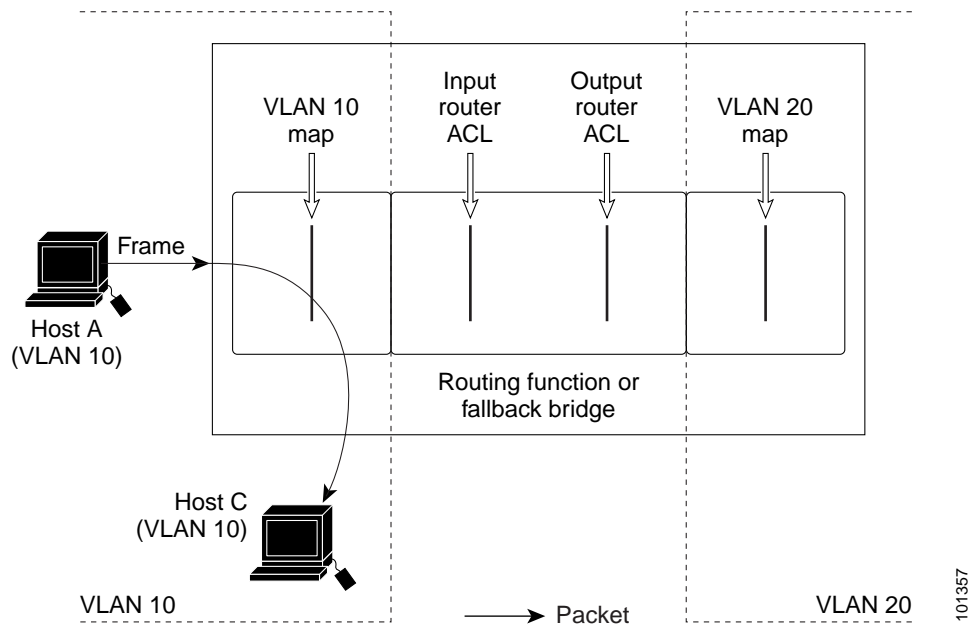 VLAN 10
map
Input
router
ACL
Output
router
ACL
VLAN 20
map
Frame
Host A
(VLAN 10)
Routing function or
fallback bridge
Host C
(VLAN 10)
VLAN 10
Packet
VLAN 20
101357